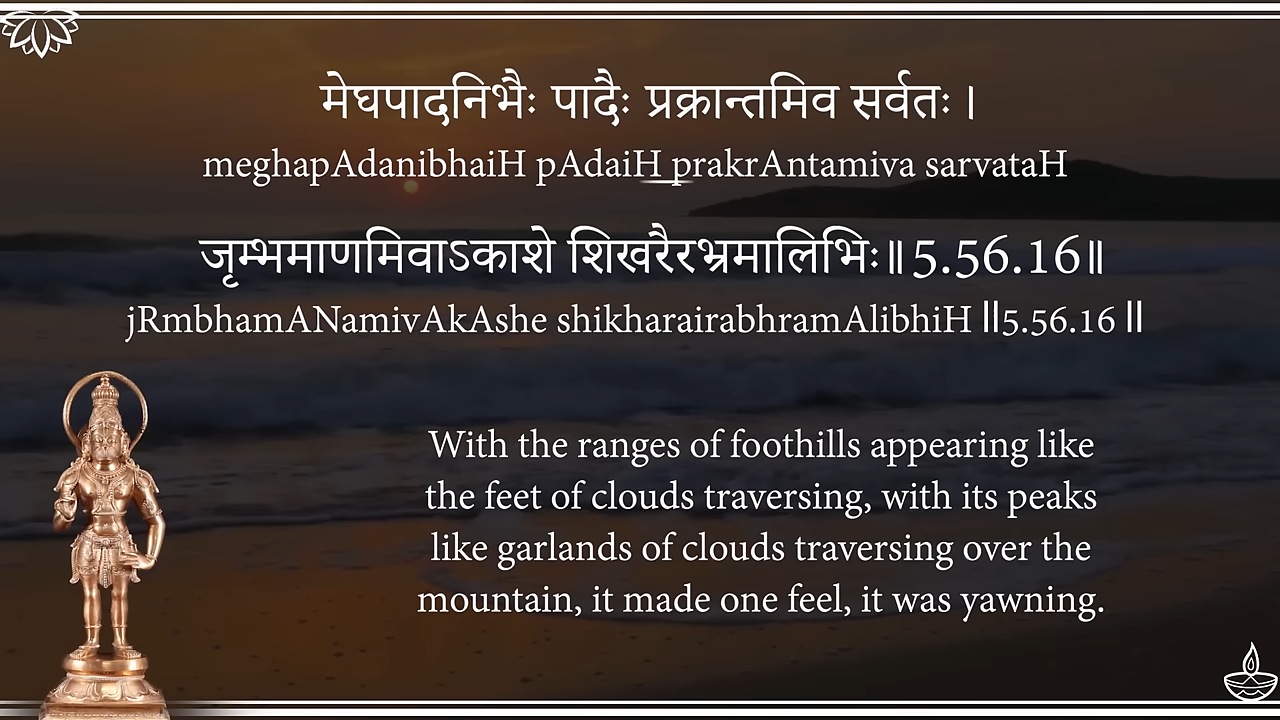 मेघपादनिभैः पादैः प्रक्रान्तमिव सर्वतः।
meghapAdanibhaiH pAdaiH prakrAntamiva sarvataH
जृम्भमाणमिवाऽकाशे शिखरैरभ्रमालिभिः॥5.56.16॥
jRmbhamANamivAkAshe shikharairabhramAlibhiH ॥5.56.16॥
With the ranges of foothills appearing like
the feet of clouds traversing, with its peaks
like garlands of clouds traversing over the
mountain, it made one feel, it was yawning.